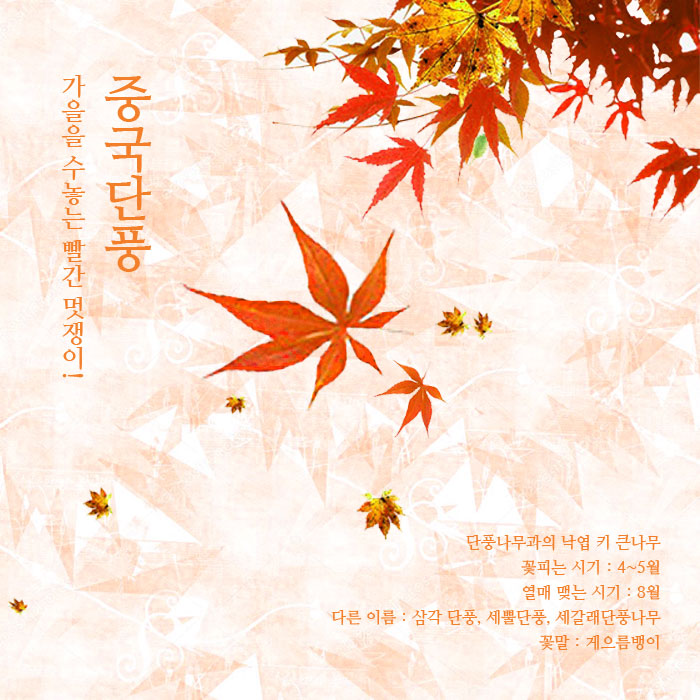 중국단풍
가을을 수놓는 빨간 멋쟁이!
단풍나무과의 낙엽 키 큰나무
꽃피는 시기 : 4~5월
열매 맺는 시기 : 8월
다른 이름 : 삼각 단풍, 세뿔단풍, 세갈래단풍나무
꽃말 : 게으름뱅이